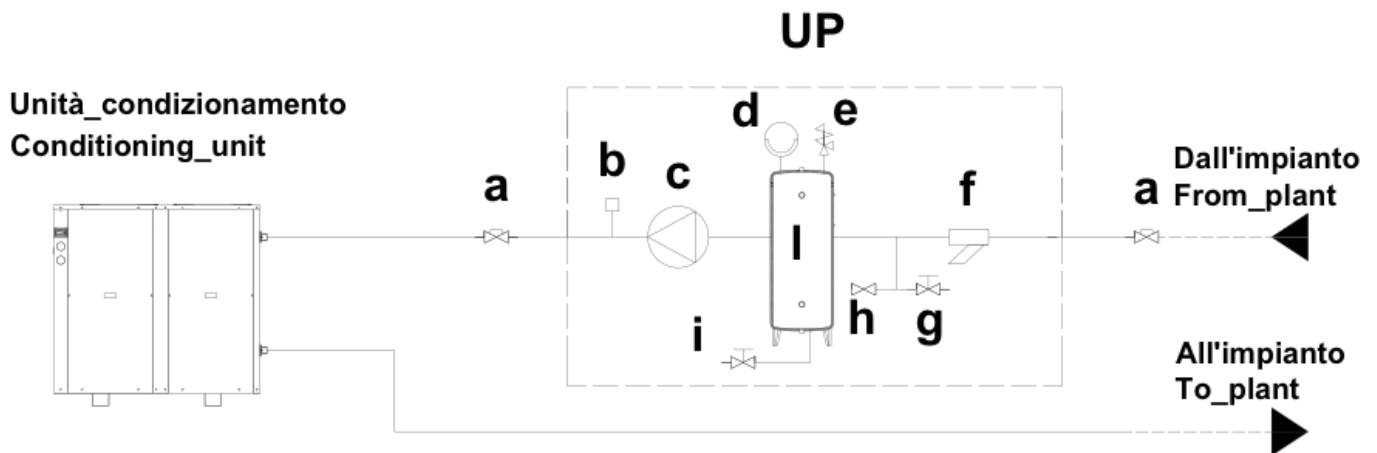 UP
Unità_condizionamento
Conditioning_unit
d
e
b
c
a
f
a
Dall'impianto
From_plant
l
h
g
i
All'impianto
To_plant